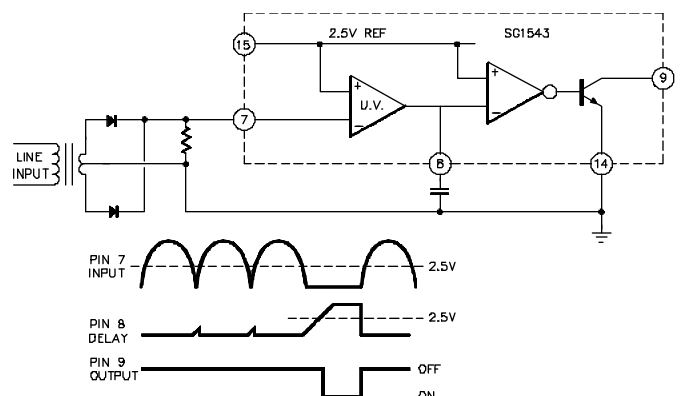 2.5V REF
SG1543
15
9
+
U.V.
−
+
−
7
LINE
INPUT
8
14
PIN 7
INPUT
2.5V
PIN 8
DELAY
2.5V
PIN 9
OUTPUT
OFF
ON